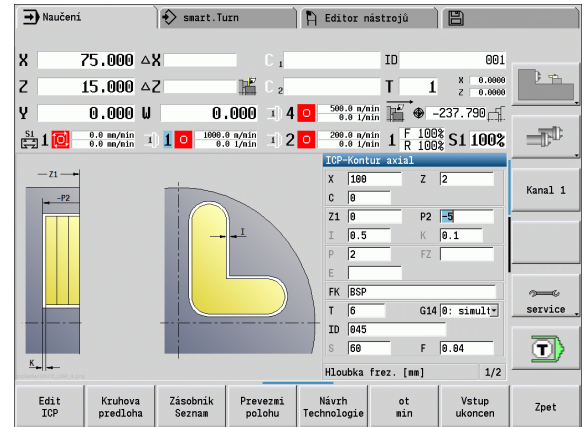 Naučení smart.Turn Editor nástrojů
X 75.000 ΔX C 1 ID 001
Z 15.000 ΔZ C 2 T 1 X 0.0000
Z 0.0000
Y 0.000 W 0.000 4 500.0 m/min
0.0 1/min -237.790
S1 1 0.0 mm/min
0.0 mm/min 1 1000.0 m/min
0.0 1/min 2 200.0 m/min
0.0 1/min 1 F 100%
R 100% S1 100%
Z1
-P2
I
K
ICP-Kontur axial
X 100 Z 2
C 0
Z1 0 P2 -5
I 0.5 K 0.1
P 2 FZ
E
FK BSP
T 6 G14 0: simult
ID 045
S 60 F 0.04
Hloubka frez. [mm] 1/2
Kanal 1
service
T
Edit
ICP
Kruhova
predloha
Zásobník
Seznam
Prevezmi
polohu
Návrh
Technologie
ot
min
Vstup
ukoncen
Zpet